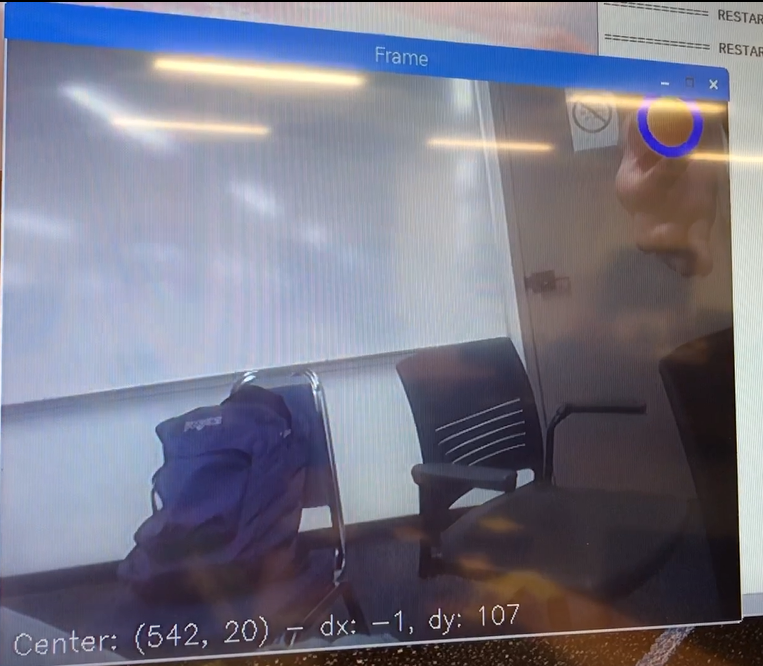 ============ RESTAR
============ RESTAR
Frame
Center: (542, 20) - dx: -1, dy: 107